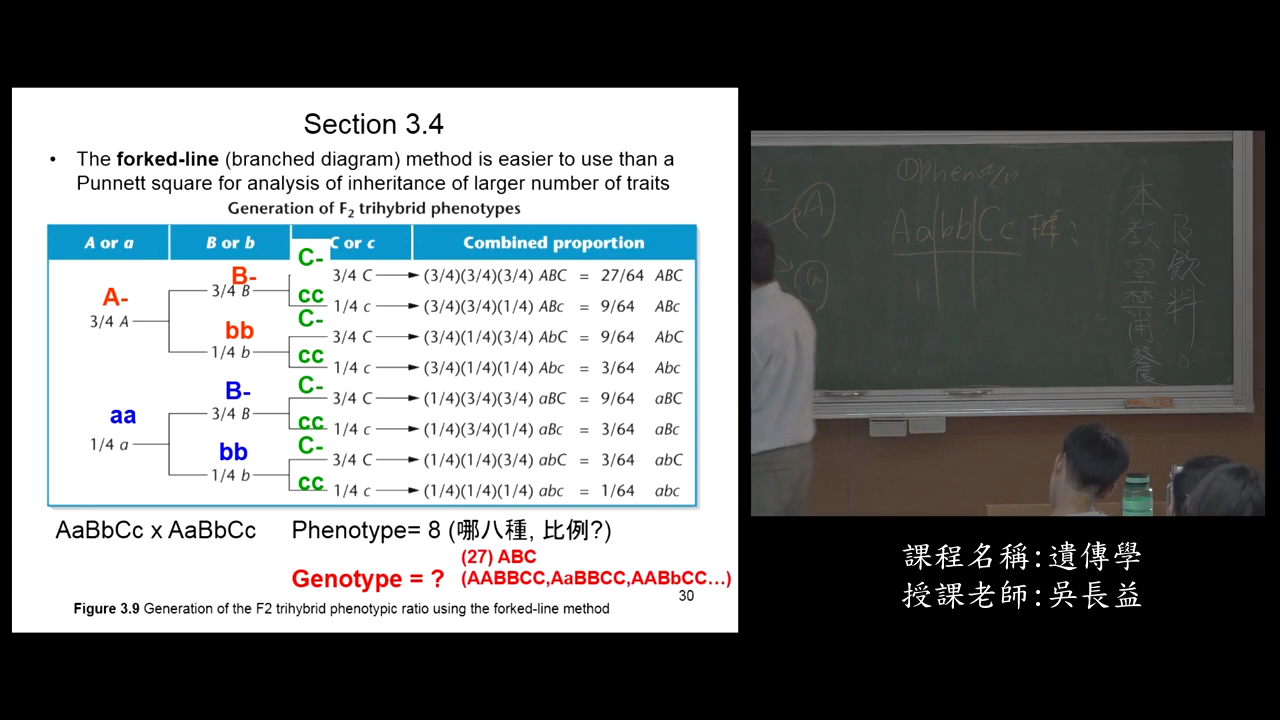 Section 3.4
• The forked-line (branched diagram) method is easier to use than a
Punnett square for analysis of inheritance of larger number of traits
Generation of F2 trihybrid phenotypes
A or a B or b C or c Combined proportion
C-
B- 3/4 C (3/4)(3/4)(3/4) ABC = 27/64 ABC
3/4 B
A- cc 1/4 c (3/4)(3/4)(1/4) ABc = 9/64 ABc
3/4 A
C-
bb 3/4 C (3/4)(1/4)(3/4) AbC = 9/64 AbC
1/4 b
cc 1/4 c (3/4)(1/4)(1/4) Abc = 3/64 Abc
C-
B- 3/4 C (1/4)(3/4)(3/4) aBC = 9/64 aBC
3/4 B
aa cc 1/4 c (1/4)(3/4)(1/4) aBc = 3/64 aBc
1/4 a
C-
bb 3/4 C (1/4)(1/4)(3/4) abC = 3/64 abC
1/4 b
cc 1/4 c (1/4)(1/4)(1/4) abc = 1/64 abc
AaBbCc x AaBbCc Phenotype= 8 (哪八種, 比例?)
(27) ABC
Genotype = ? (AABBCC,AaBBCC,AABbCC…)
30
Figure 3.9 Generation of the F2 trihybrid phenotypic ratio using the forked-line method
A
a
Aa bb Cc
本教室禁用餐
飲料。
課程名稱:遺傳學
授課老師:吳長益